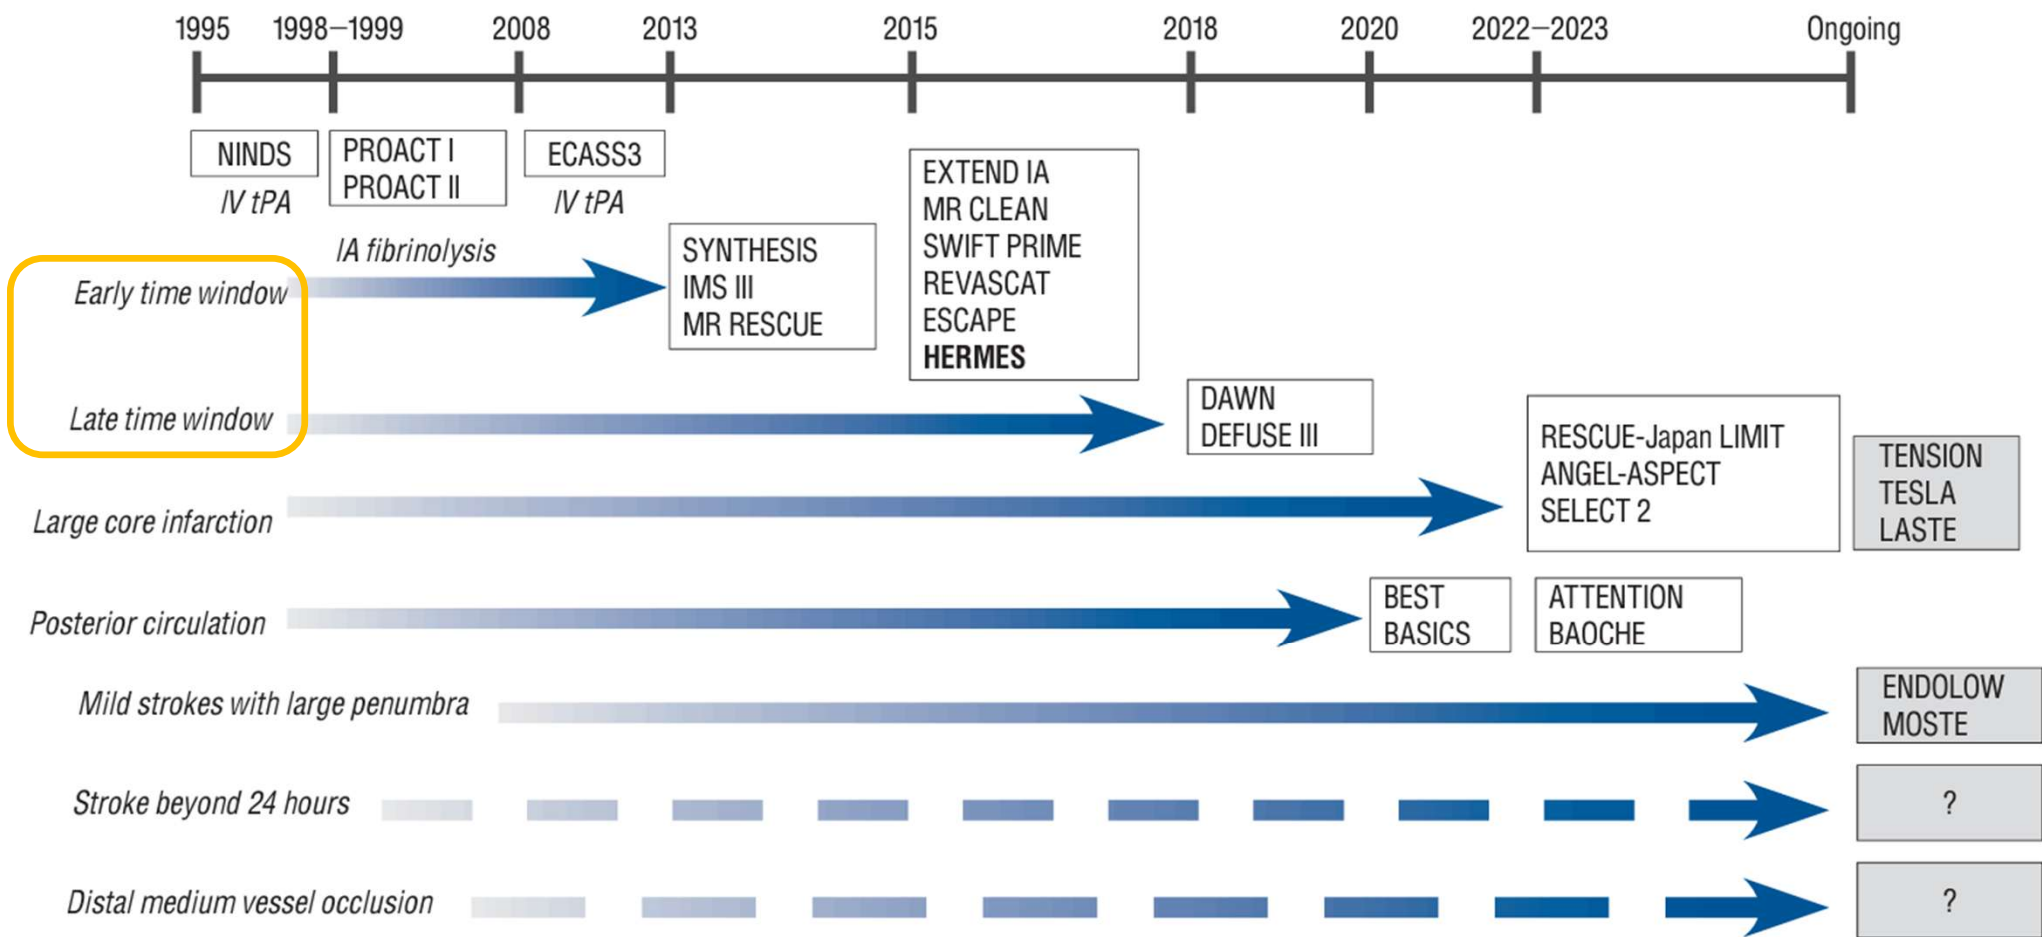 1995 1998–1999 2008 2013 2015 2018 2020 2022–2023 Ongoing
NINDS
IV tPA
PROACT I
PROACT II
IA fibrinolysis
ECASS3
IV tPA
Early time window
SYNTHESIS
IMS III
MR RESCUE
EXTEND IA
MR CLEAN
SWIFT PRIME
REVASCAT
ESCAPE
HERMES
Late time window
DAWN
DEFUSE III
Large core infarction
RESCUE-Japan LIMIT
ANGEL-ASPECT
SELECT 2
TENSION
TESLA
LASTE
Posterior circulation
BEST
BASICS
ATTENTION
BAOCHE
Mild strokes with large penumbra
ENDOLOW
MOSTE
Stroke beyond 24 hours
?
Distal medium vessel occlusion
?